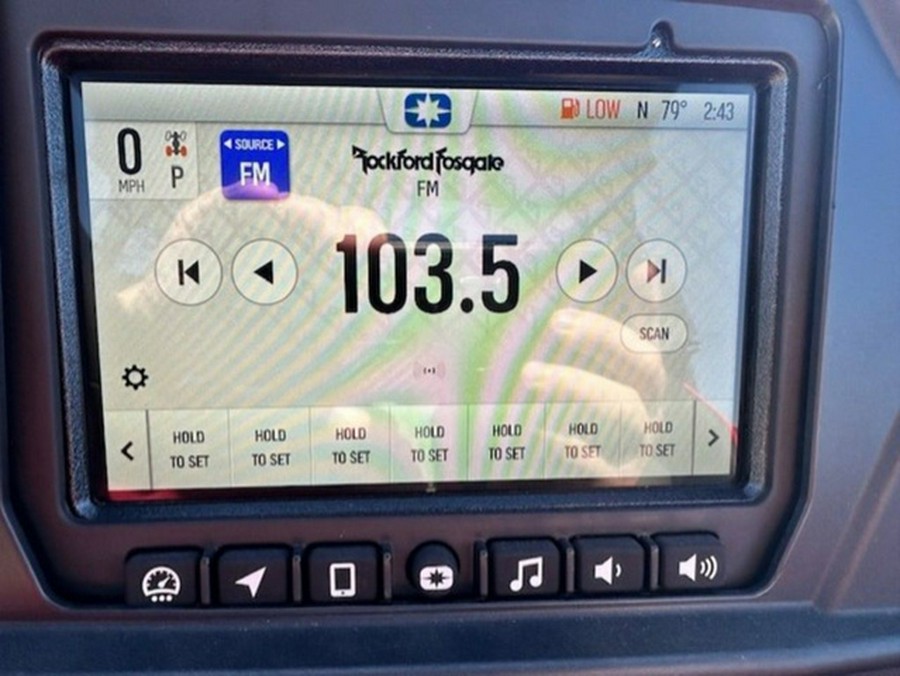 LOW N 79° 2:43
0
MPH
P
SOURCE
FM
Rockford Fosgate
FM
103.5
SCAN
HOLD TO SET
HOLD TO SET
HOLD TO SET
HOLD TO SET
HOLD TO SET
HOLD TO SET
HOLD TO SET